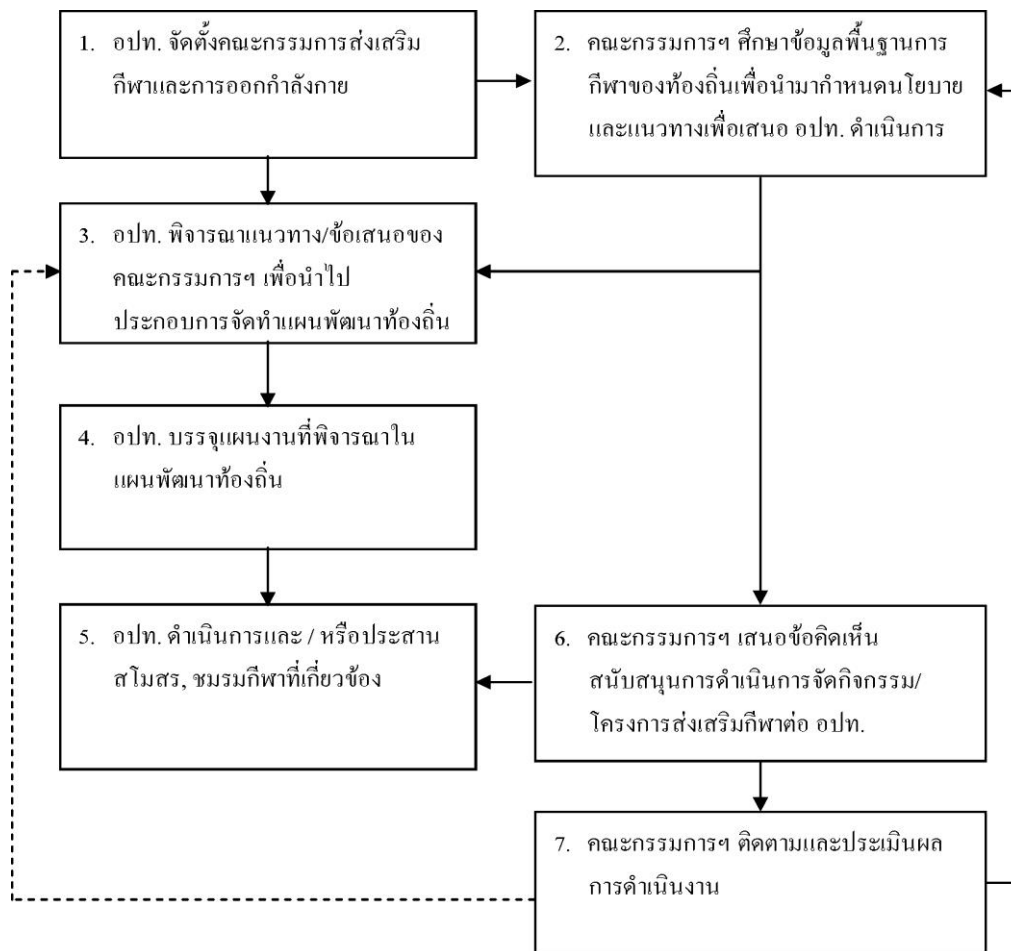 1. อปท. จัดตั้งคณะกรรมการส่งเสริม
กีฬาและการออกกำลังกาย
2. คณะกรรมการฯ ศึกษาข้อมูลพื้นฐานการ
กีฬาของท้องถิ่นเพื่อนำมากำหนดนโยบาย
และแนวทางเพื่อเสนอ อปท. ดำเนินการ
3. อปท. พิจารณาแนวทาง/ข้อเสนอของ
คณะกรรมการฯ เพื่อนำไป
ประกอบการจัดทำแผนพัฒนาท้องถิ่น
4. อปท. บรรจุแผนงานที่พิจารณาใน
แผนพัฒนาท้องถิ่น
5. อปท. ดำเนินการและ / หรือประสาน
สโมสร, ชมรมกีฬาที่เกี่ยวข้อง
6. คณะกรรมการฯ เสนอข้อคิดเห็น
สนับสนุนการดำเนินการจัดกิจกรรม/
โครงการส่งเสริมกีฬาต่อ อปท.
7. คณะกรรมการฯ ติดตามและประเมินผล
การดำเนินงาน